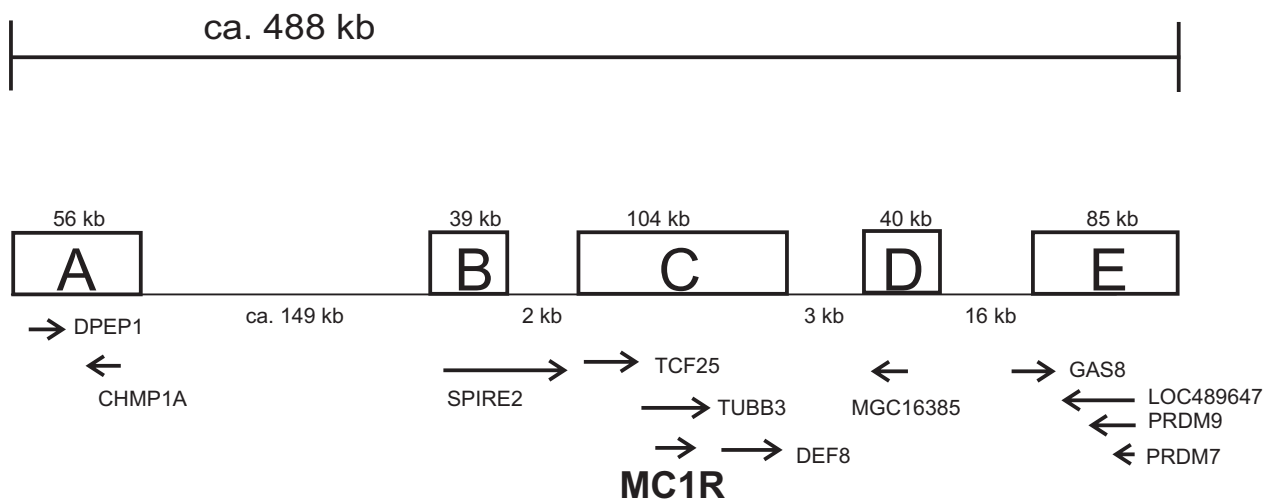 ca. 488 kb
56 kb 39 kb 104 kb 40 kb 85 kb
A B C D E
ca. 149 kb 2 kb 3 kb 16 kb
DPEP1
CHMP1A
SPIRE2
TCF25
TUBB3
MC1R
DEF8
MGC16385
GAS8
LOC489647
PRDM9
PRDM7